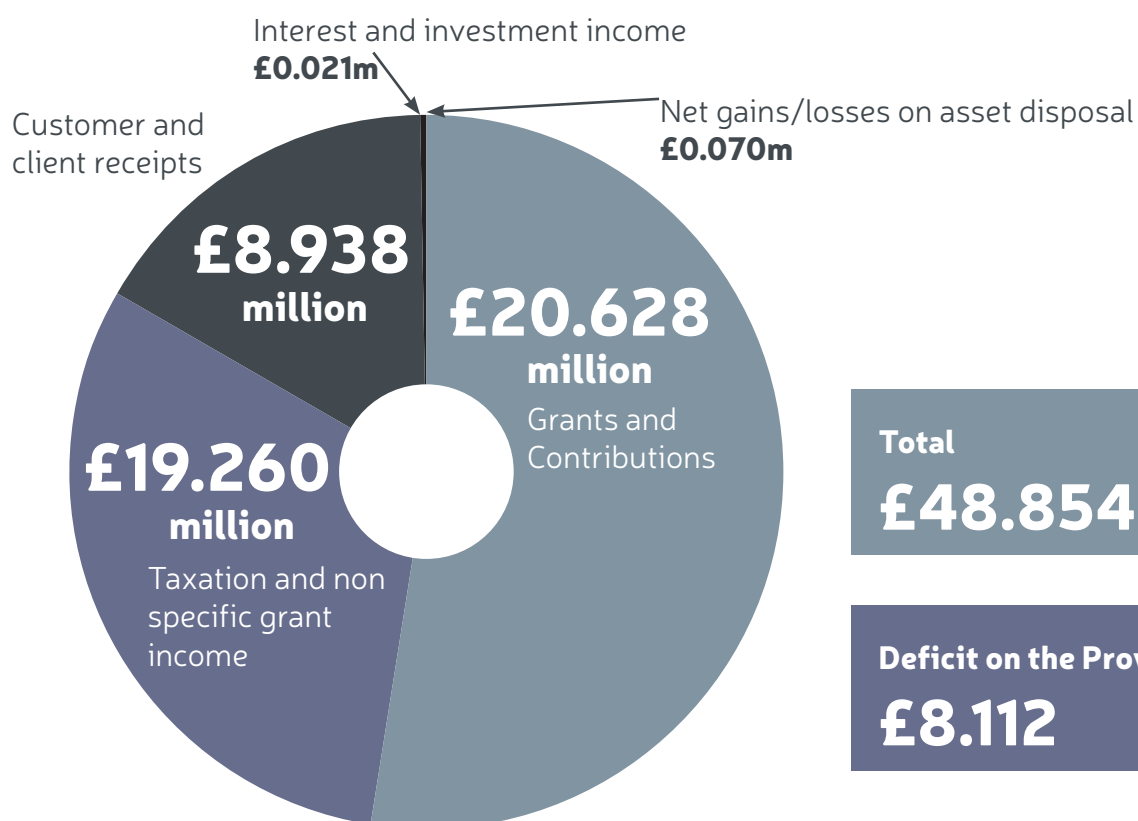 Interest and investment income
£0.021m
Net gains/losses on asset disposal
£0.070m
Customer and
client receipts
£8.938
million
£20.628
million
Grants and
Contributions
£19.260
million
Taxation and non
specific grant
income
Total
£48.854
Deficit on the
£8.112